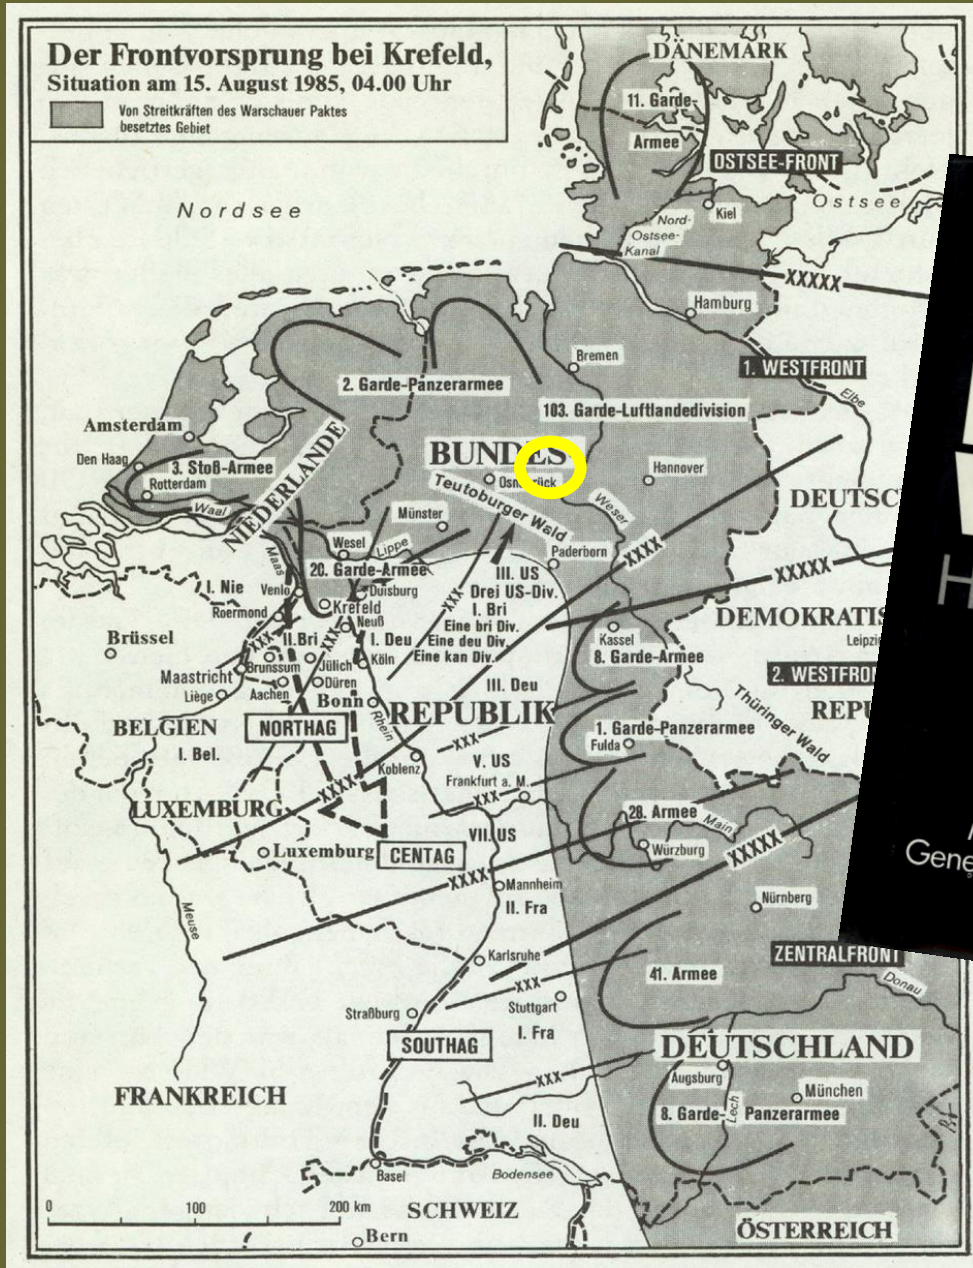 Der Frontvorsprung bei Krefeld,
Situation am 15. August 1985, 04.00 Uhr
Von Streitkräften des Warschauer Paktes
besetztes Gebiet
DÄNEMARK
11. Garde-
Armee
OSTSEE-FRONT
Nordsee
Ostsee
Kiel
Nord-
Ostsee-
Kanal
XXXXX
Hamburg
Bremen
1. WESTFRONT
Elbe
2. Garde-Panzerarmee
103. Garde-Luftlandedivision
Amsterdam
BUNDES-
Den Haag
3. Stoß-Armee
Hannover
Rotterdam
Osnabrück
NIEDERLANDE
Teutoburger Wald
Weser
DEUTSC
Waal
Münster
Wesel
Lippe
Paderborn
XXXX
Maas
20. Garde-Armee
III. US
XXXXX
I. Nie
Venlo
Duisburg
Drei US-Div.
Krefeld
XXX
I. Bri
Roermond
Neuß
Eine bri Div.
DEMOKRATIS
Brüssel
XXX
II. Bri
XXX
I. Deu
Eine deu Div.
Kassel
Leipzi
Eine kan Div.
8. Garde-Armee
Brunssum
Jülich
Köln
Maastricht
Aachen
Düren
III. Deu
2. WESTFRO
Liège
Bonn
Rhein
REPUBLIK
Thüringer Wald
REPU
BELGIEN
NORTHAG
1. Garde-Panzerarmee
I. Bel.
XXX
Fulda
Koblenz
V. US
XXXX
Frankfurt a. M.
XXX
LUXEMBURG
28. Armee
Main
VII. US
Luxemburg
CENTAG
Würzburg
XXXXX
XXXX
Mannheim
Meuse
II. Fra
Nürnberg
Karlsruhe
ZENTRALFRONT
XXX
41. Armee
Donau
Straßburg
Stuttgart
I. Fra
SOUTHAG
DEUTSCHLAND
XXX
Augsburg
München
FRANKREICH
II. Deu
8. Garde-
Lech
Panzerarmee
Basel
Bodensee
0
100
200 km
SCHWEIZ
Bern
ÖSTERREICH
H
Gene